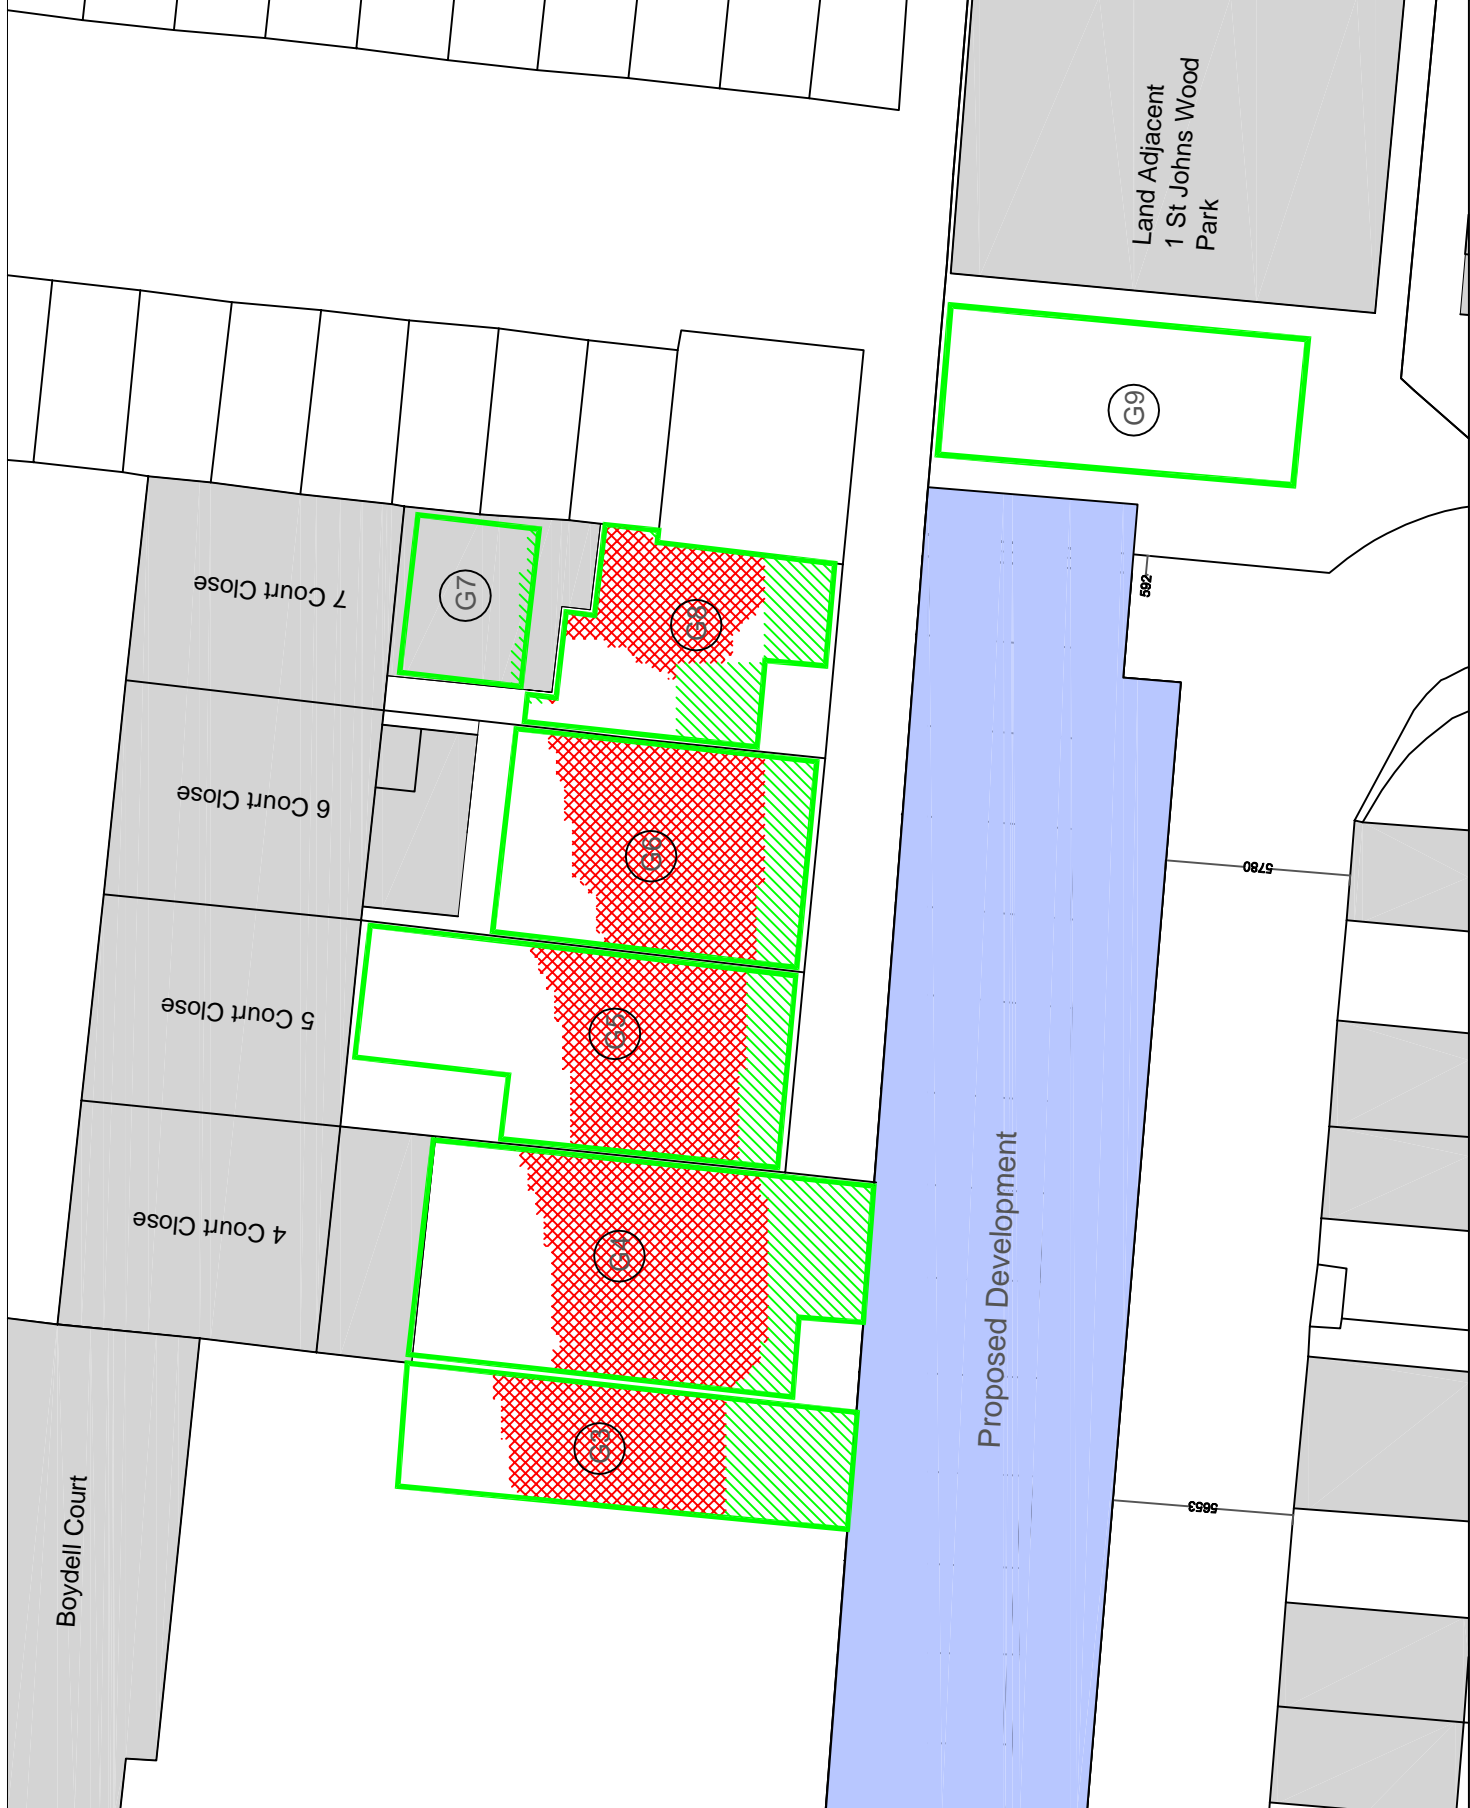 Land Adjacent
1 St Johns Wood
Park
G9
7 Court Close
G7
G8
592
6 Court Close
G6
5780
5 Court Close
G5
4 Court Close
G4
Proposed Development
G3
5653
Boydell Court